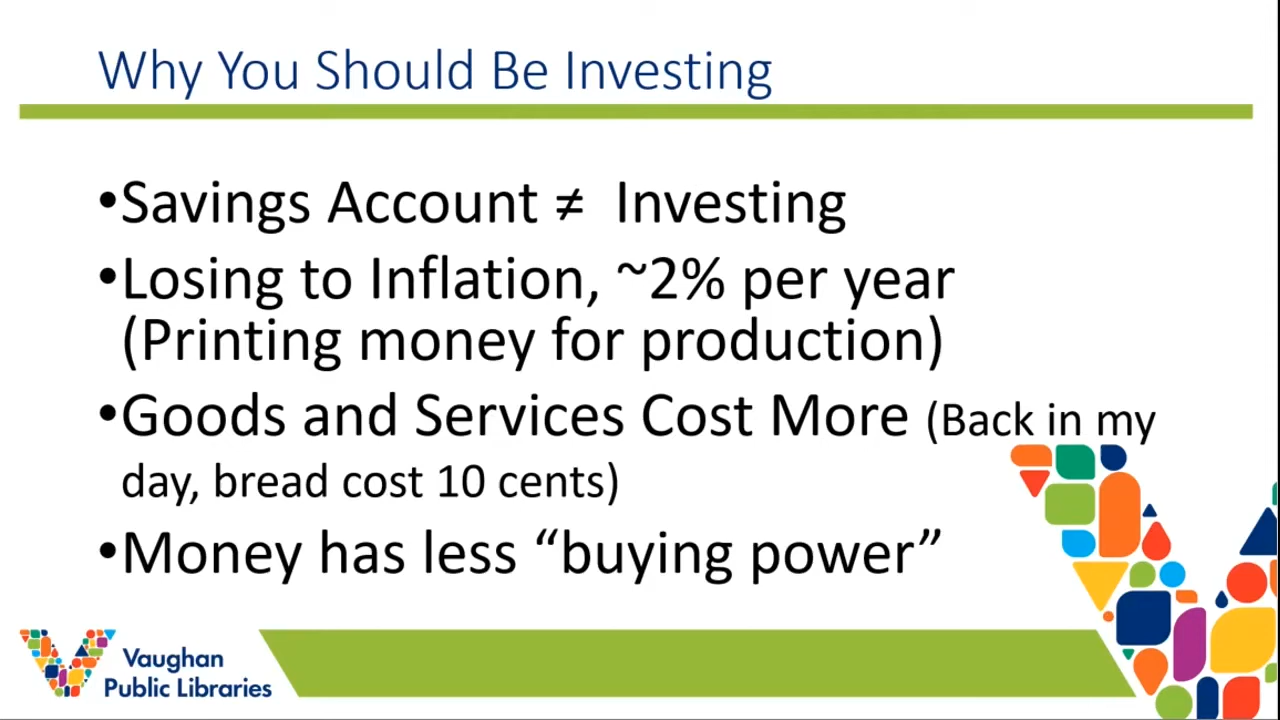 Why You Should Be Investing
•Savings Account ≠ Investing
•Losing to Inflation, ~2% per year
(Printing money for production)
•Goods and Services Cost More (Back in my
day, bread cost 10 cents)
•Money has less “buying power”
Vaughan
Public Libraries